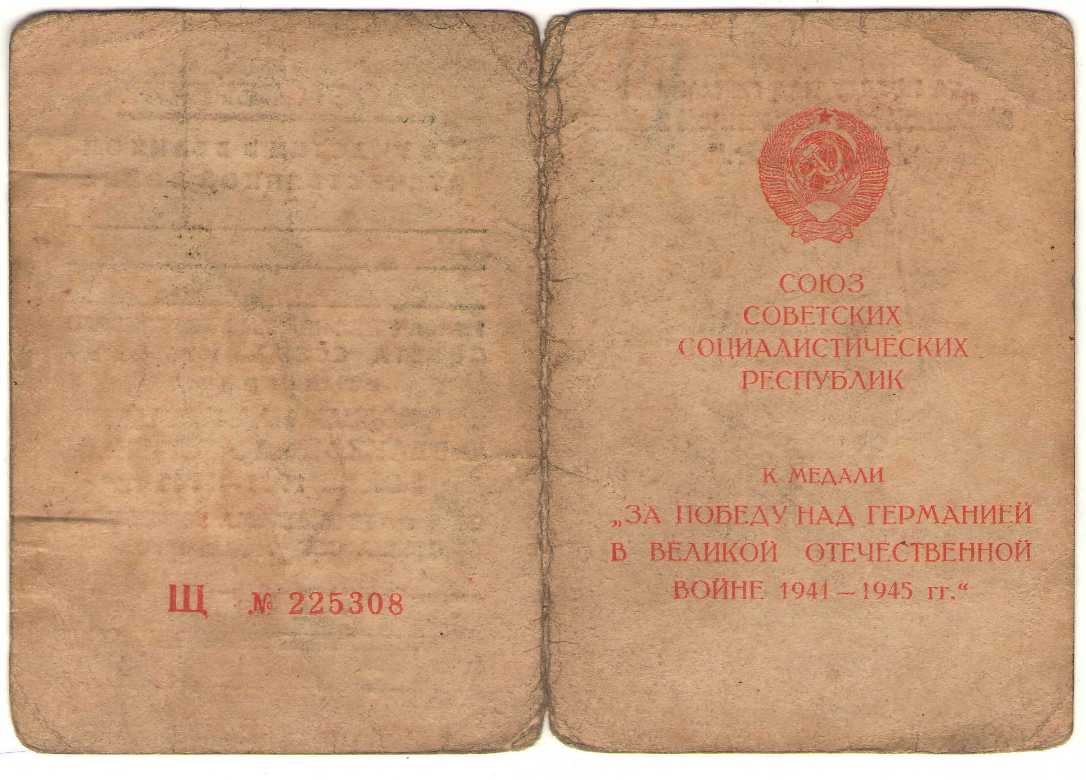 Щ № 225308
СОЮЗ
СОВЕТСКИХ
СОЦИАЛИСТИЧЕСКИХ
РЕСПУБЛИК
К МЕДАЛИ
„ЗА ПОБЕДУ НАД ГЕРМАНИЕЙ
В ВЕЛИКОЙ ОТЕЧЕСТВЕННОЙ
ВОЙНЕ 1941 — 1945 гг.“